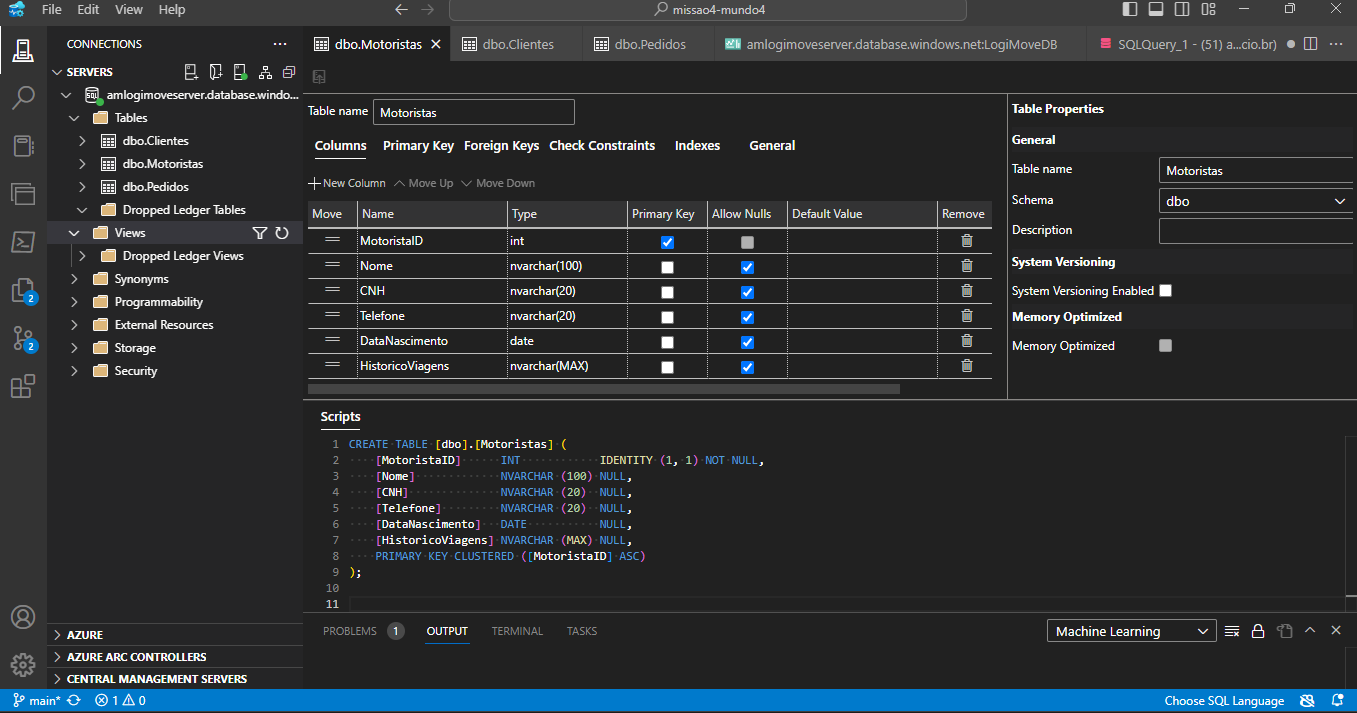 File Edit View Help missao4-mundo4
CONNECTIONS ···
SERVERS
amlogimoveserver.database.windo...
Tables
dbo.Clientes
dbo.Motoristas
dbo.Pedidos
Dropped Ledger Tables
Views
Dropped Ledger Views
Synonyms
Programmability
External Resources
Storage
Security
2
2
AZURE
AZURE ARC CONTROLLERS
CENTRAL MANAGEMENT SERVERS
dbo.Motoristas dbo.Clientes dbo.Pedidos amlogimoveserver.database.windows.net:LogiMoveDB SQLQuery_1 - (51) a...cio.br) ···
Table name Motoristas
Columns Primary Key Foreign Keys Check Constraints Indexes General
New Column Move Up Move Down
Move Name Type Primary Key Allow Nulls Default Value Remove
MotoristaID int
Nome nvarchar(100)
CNH nvarchar(20)
Telefone nvarchar(20)
DataNascimento date
HistoricoViagens nvarchar(MAX)
Table Properties
General
Table name Motoristas
Schema dbo
Description
System Versioning
System Versioning Enabled
Memory Optimized
Memory Optimized
Scripts
1 CREATE TABLE [dbo].[Motoristas] (
2 [MotoristaID] INT IDENTITY (1, 1) NOT NULL,
3 [Nome] NVARCHAR (100) NULL,
4 [CNH] NVARCHAR (20) NULL,
5 [Telefone] NVARCHAR (20) NULL,
6 [DataNascimento] DATE NULL,
7 [HistoricoViagens] NVARCHAR (MAX) NULL,
8 PRIMARY KEY CLUSTERED ([MotoristaID] ASC)
9 );
10
11
PROBLEMS 1 OUTPUT TERMINAL TASKS Machine Learning
main* 1 0 Choose SQL Language